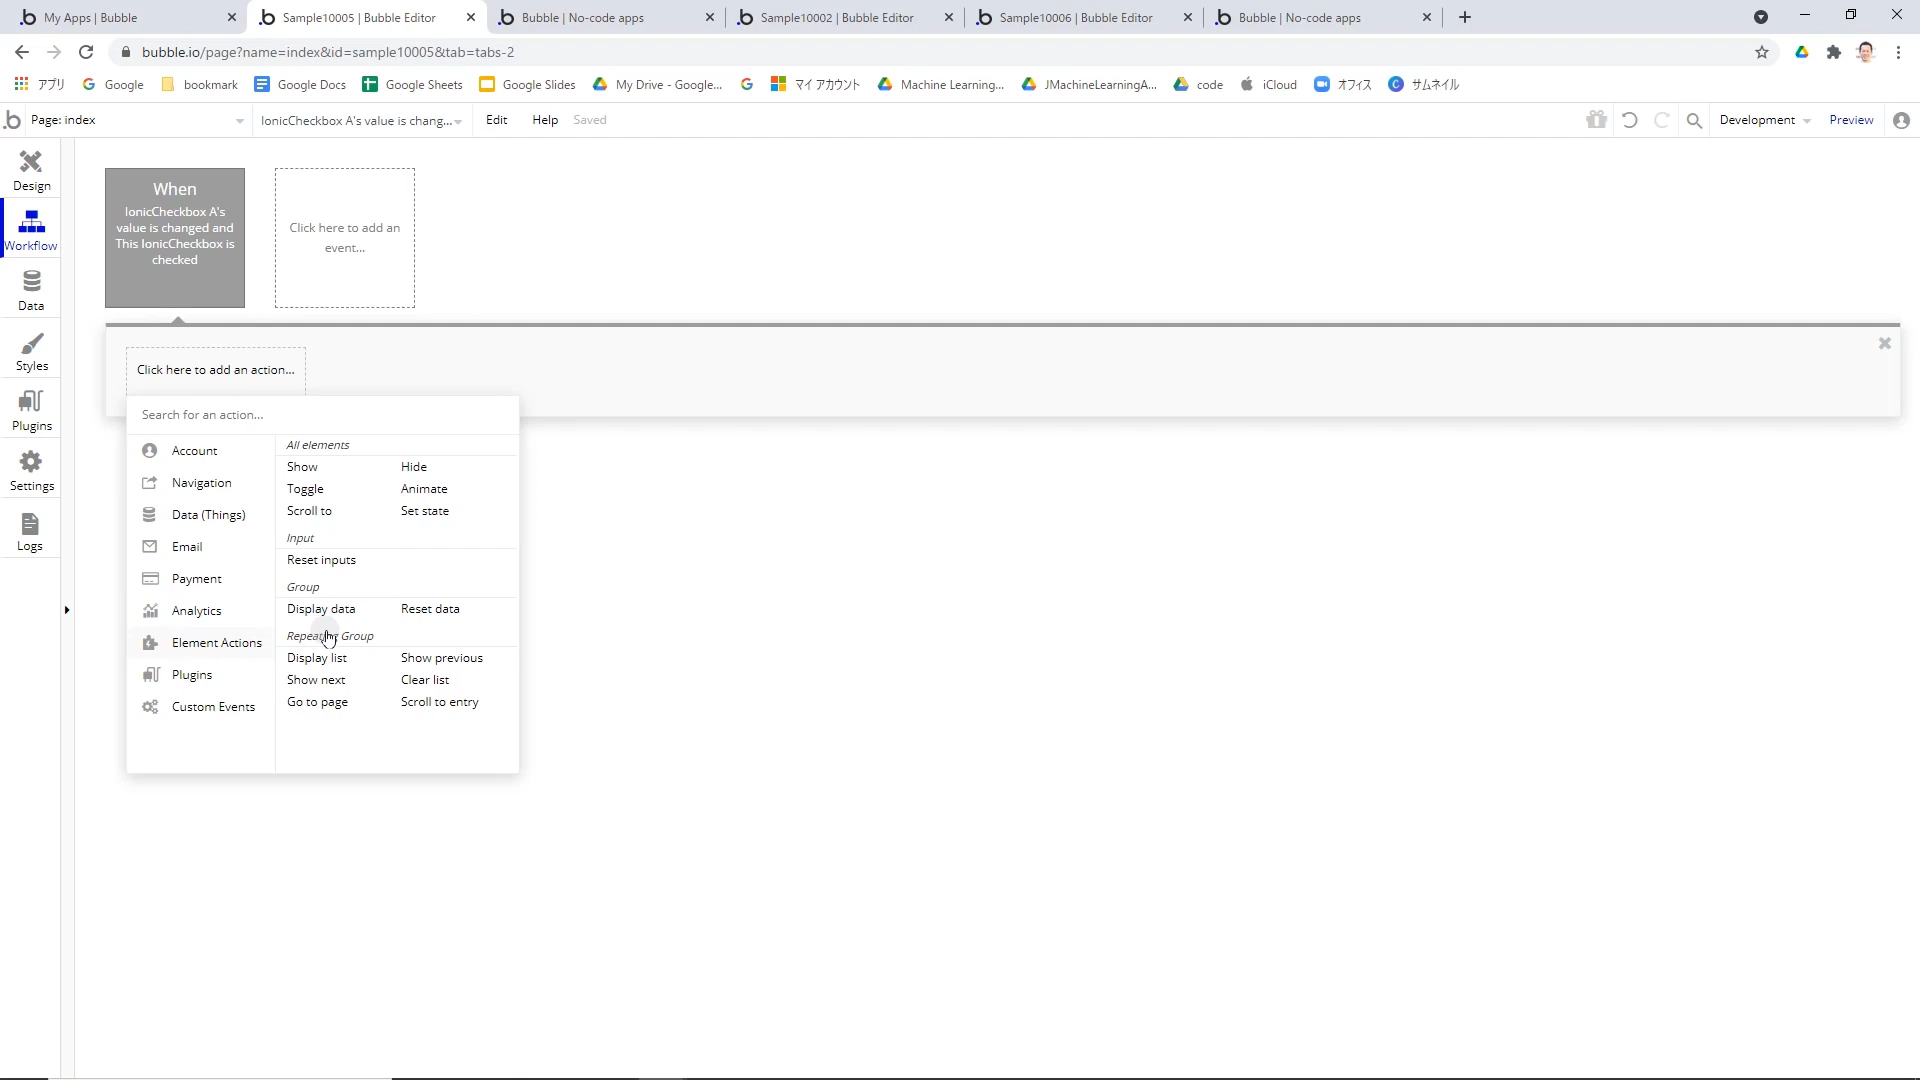 My Apps | Bubble
Sample10005 | Bubble Editor
Bubble | No-code apps
Sample10002 | Bubble Editor
Sample10006 | Bubble Editor
Bubble | No-code apps
bubble.io/page?name=index&id=sample10005&tab=tabs-2
アプリ
Google
bookmark
Google Docs
Google Sheets
Google Slides
My Drive - Google...
マイ アカウント
Machine Learning...
JMachineLearningA...
code
iCloud
オフィス
サムネイル
Page: index
IonicCheckbox A's value is chang...
Edit
Help
Saved
Development
Preview
Design
Workflow
Data
Styles
Plugins
Settings
Logs
When
IonicCheckbox A's
value is changed and
This IonicCheckbox is
checked
Click here to add an
event...
Click here to add an action...
Search for an action...
Account
Navigation
Data (Things)
Email
Payment
Analytics
Element Actions
Plugins
Custom Events
All elements
Show
Hide
Toggle
Animate
Scroll to
Set state
Input
Reset inputs
Group
Display data
Reset data
Repeating Group
Display list
Show previous
Show next
Clear list
Go to page
Scroll to entry